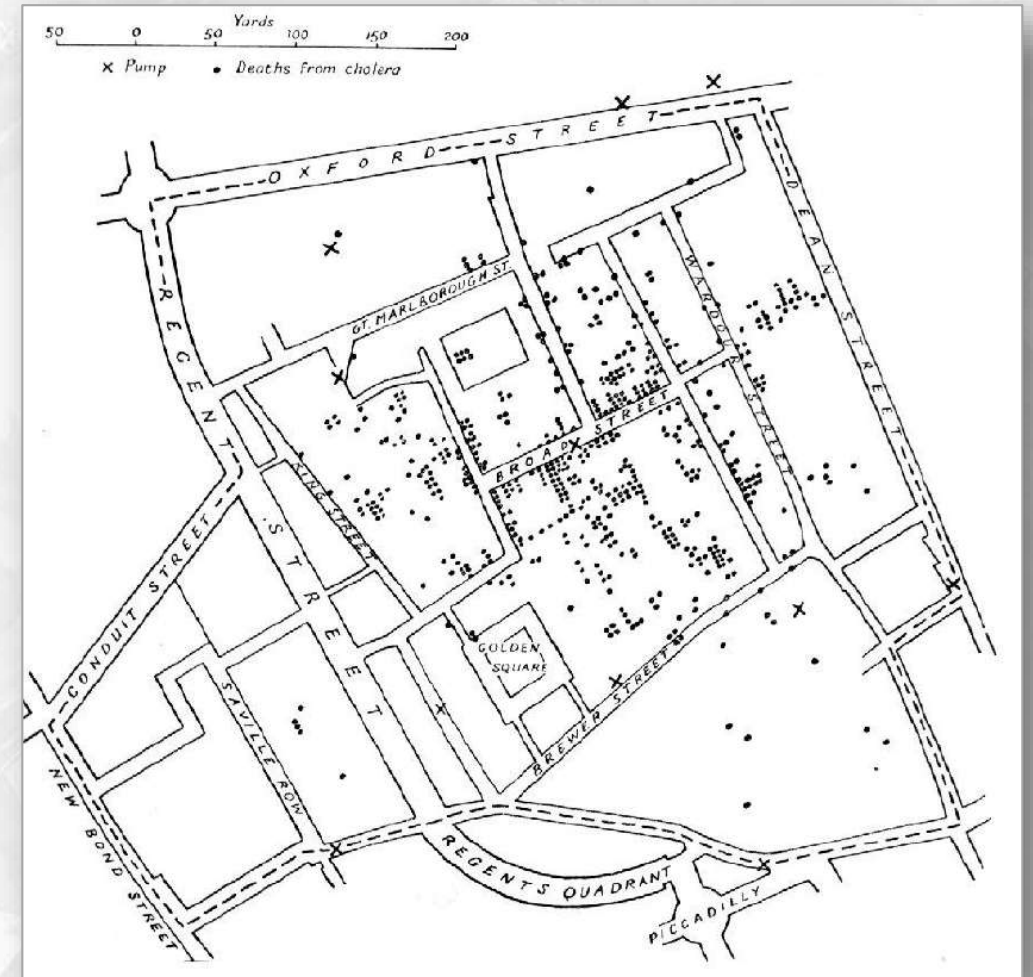 Yards
50 0 50 100 150 200
× Pump • Deaths from cholera
OXFORD STREET
DEAN STREET
WARDOUR STREET
GT. MARLBOROUGH ST.
REGENT STREET
BROAD STREET
KING STREET
CONDUIT STREET
GOLDEN
SQUARE
SAVILLE ROW
BREWER STREET
NEW BOND STREET
REGENTS QUADRANT
PICCADILLY